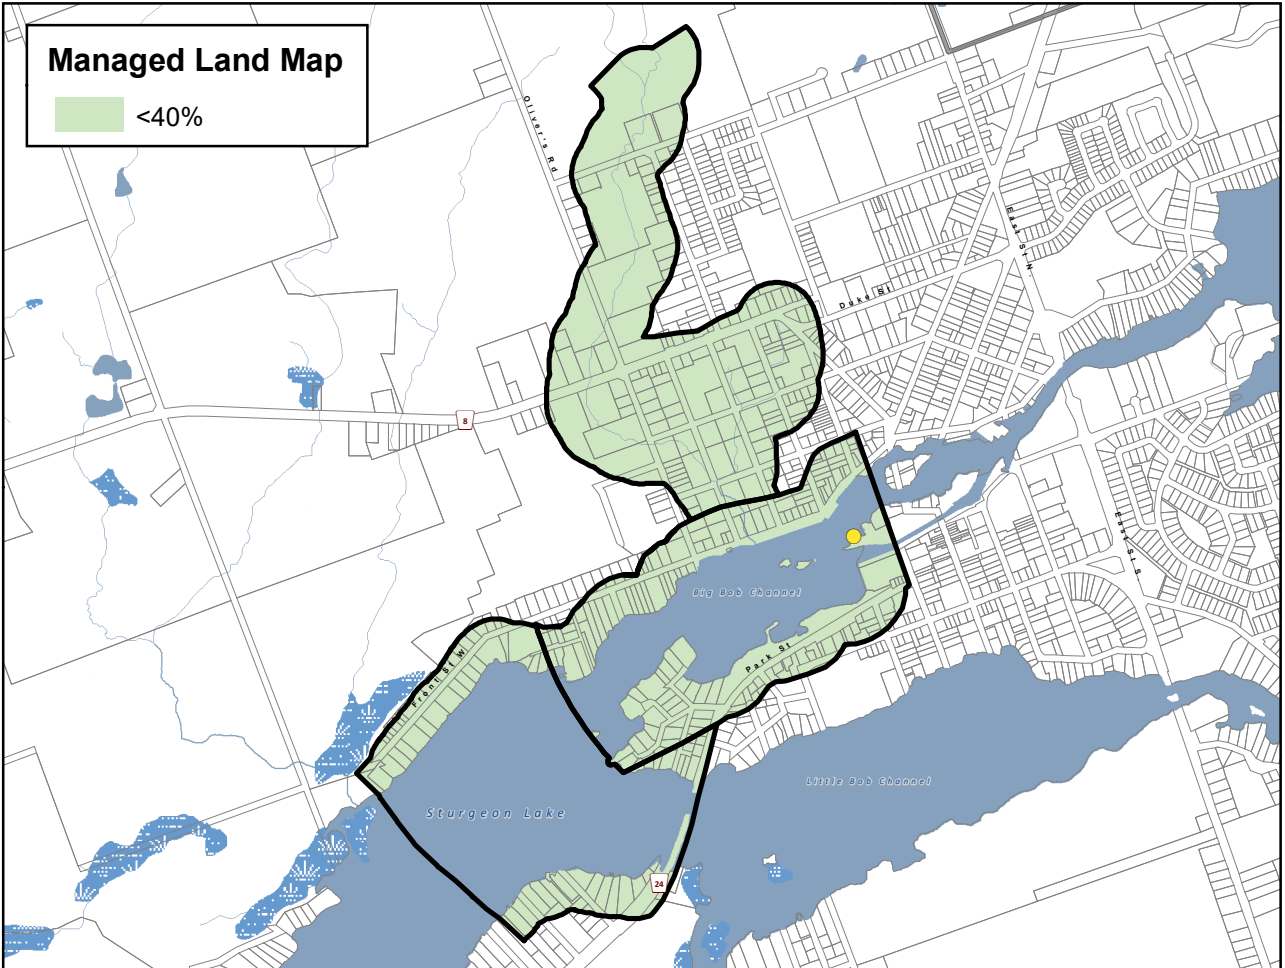 Managed Land Map
<40%
Oliver's Rd
East St N
Duke St
8
East St S
Big Bob Channel
Park St
Front St W
Little Bob Channel
Sturgeon Lake
24